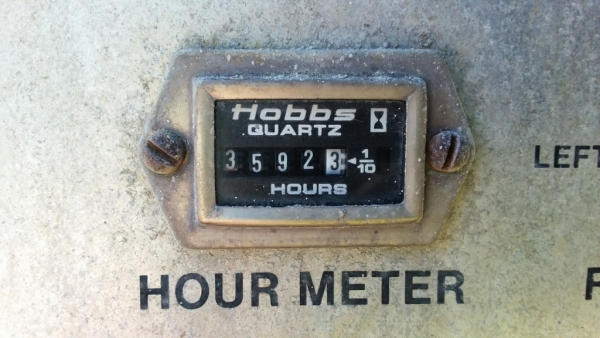 Hobbs
QUARTZ
35923 ◄1/10
HOURS
LEFT
HOUR METER